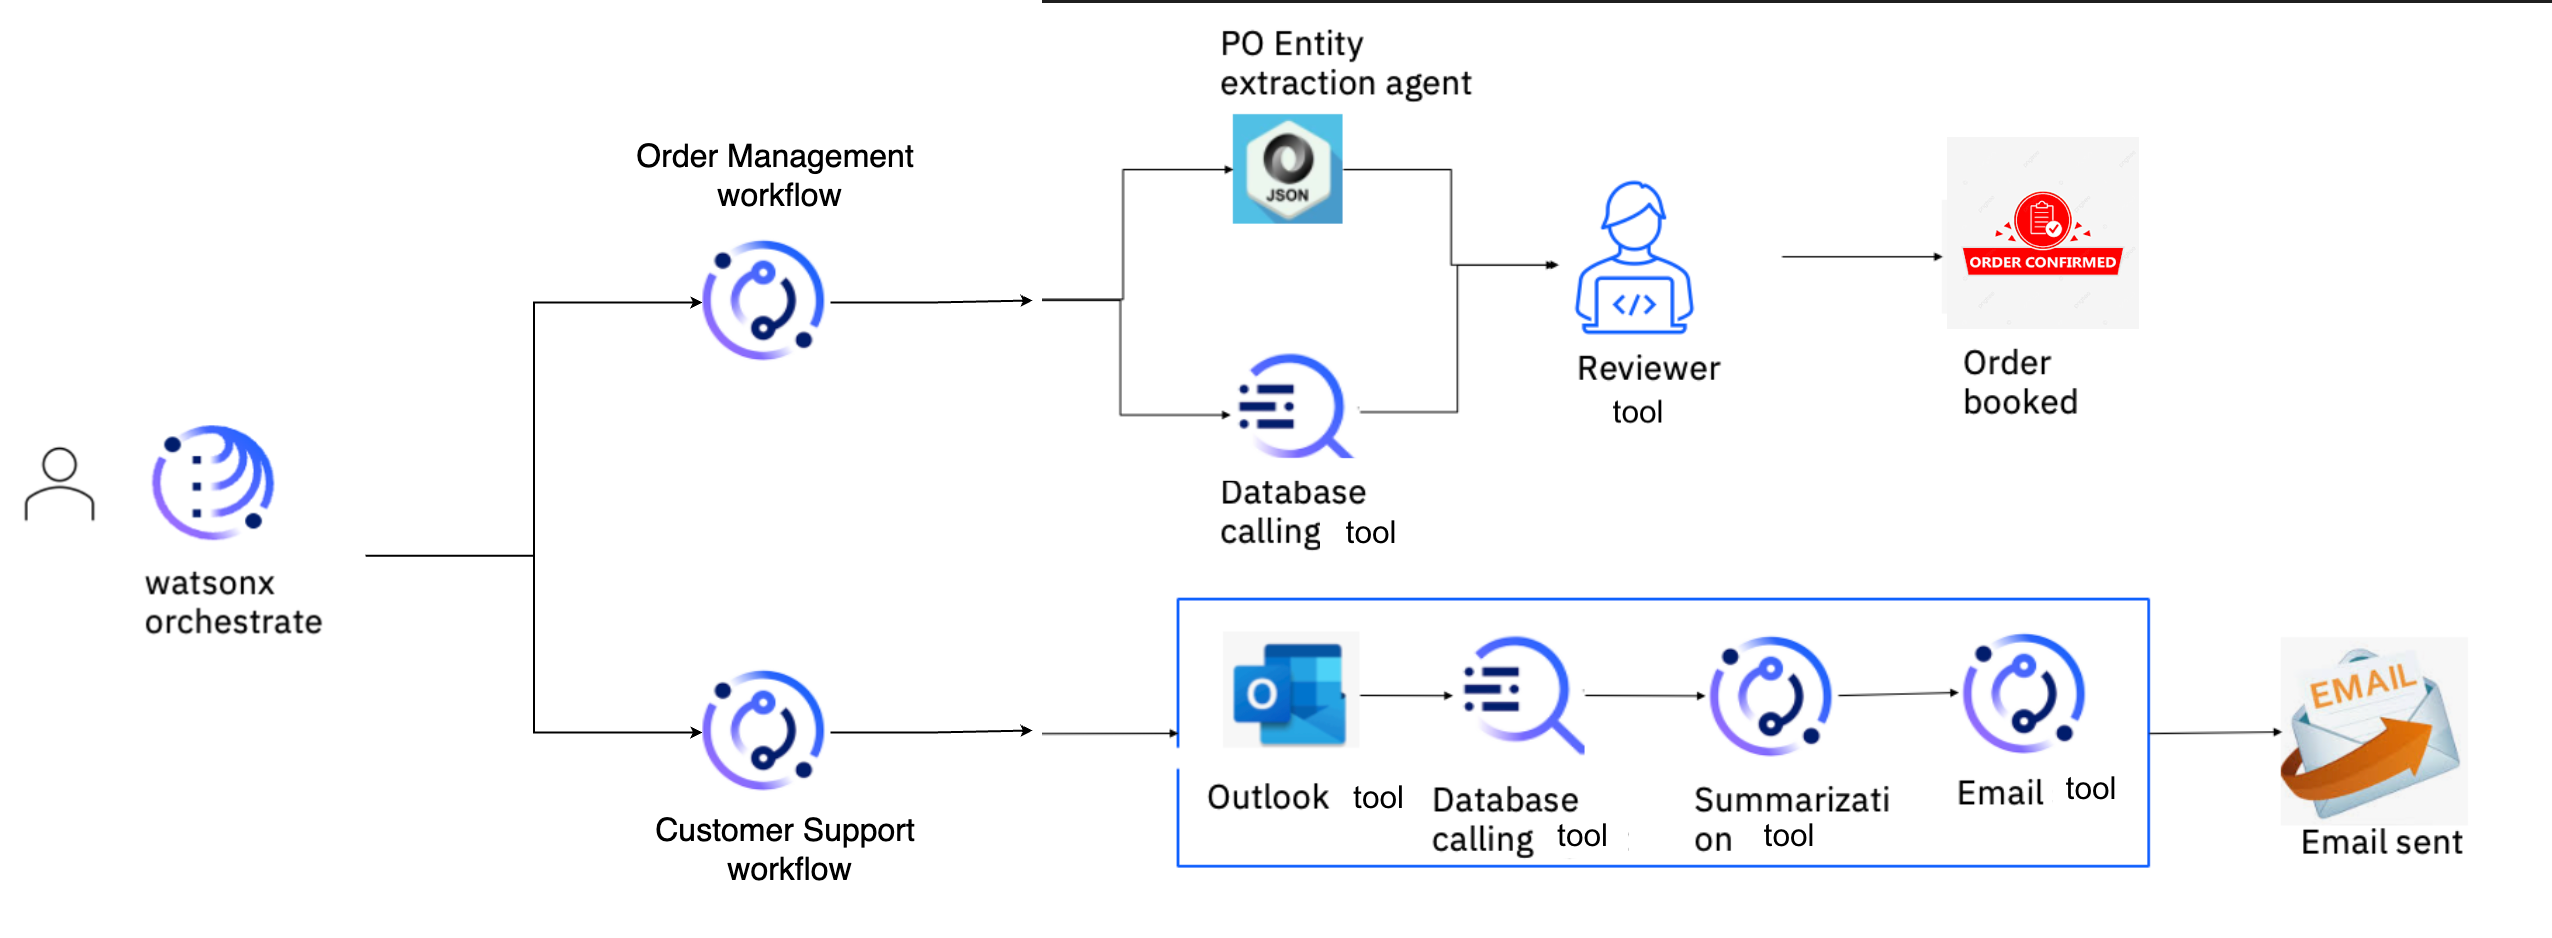 PO Entity
extraction agent
JSON
Order Management
workflow
</>
ORDER CONFIRMED
Reviewer
tool
Order
booked
Database
calling tool
watsonx
orchestrate
O
EMAIL
Outlook tool
Database
calling tool
Summarizati
on tool
Email tool
Email sent
Customer Support
workflow